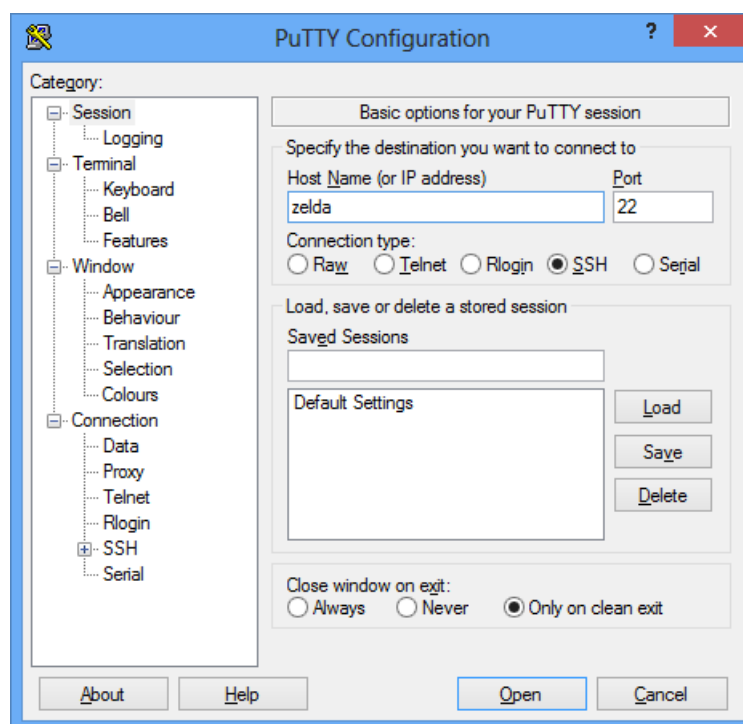 PuTTY Configuration
?
Category:
Session
Logging
Terminal
Keyboard
Bell
Features
Window
Appearance
Behaviour
Translation
Selection
Colours
Connection
Data
Proxy
Telnet
Rlogin
SSH
Serial
Basic options for your PuTTY session
Specify the destination you want to connect to
Host Name (or IP address) Port
zelda 22
Connection type:
Raw Telnet Rlogin SSH Serial
Load, save or delete a stored session
Saved Sessions
Default Settings
Load
Save
Delete
Close window on exit:
Always Never Only on clean exit
About Help Open Cancel